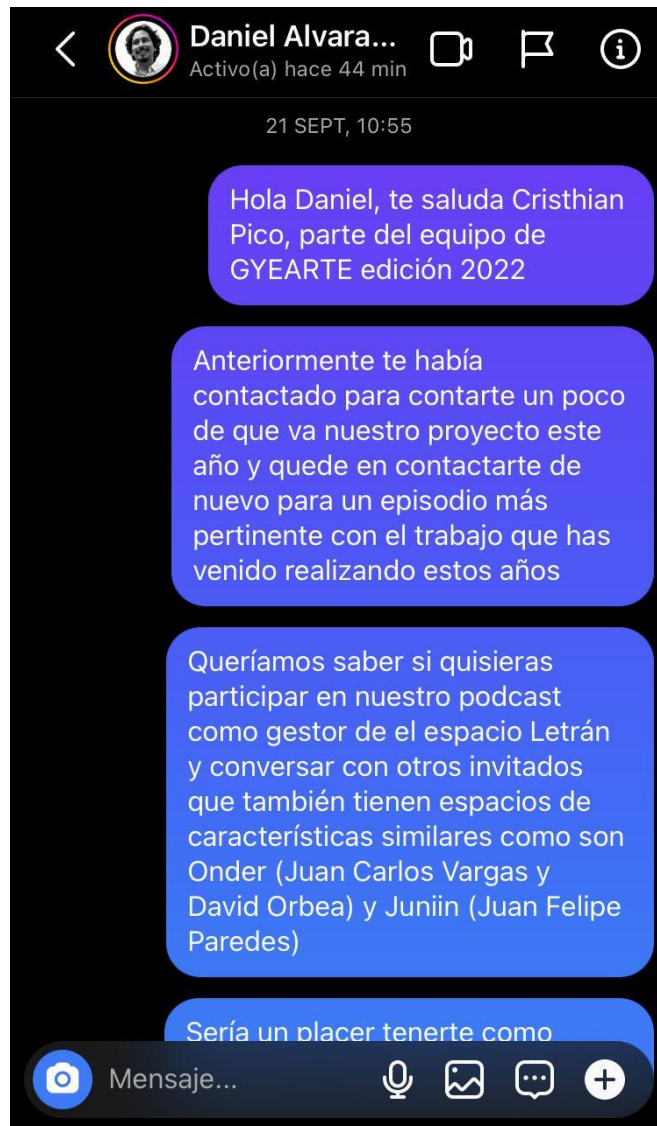 Daniel Alvara...
Activo(a) hace 44 min
21 SEPT, 10:55
Hola Daniel, te saluda Cristhian
Pico, parte del equipo de
GYEARTE edición 2022
Anteriormente te había
contactado para contarte un poco
de que va nuestro proyecto este
año y quede en contactarte de
nuevo para un episodio más
pertinente con el trabajo que has
venido realizando estos años
Queríamos saber si quisieras
participar en nuestro podcast
como gestor de el espacio Letrán
y conversar con otros invitados
que también tienen espacios de
características similares como son
Onder (Juan Carlos Vargas y
David Orbea) y Juniin (Juan Felipe
Paredes)
Sería un placer tenerte como
Mensaje...